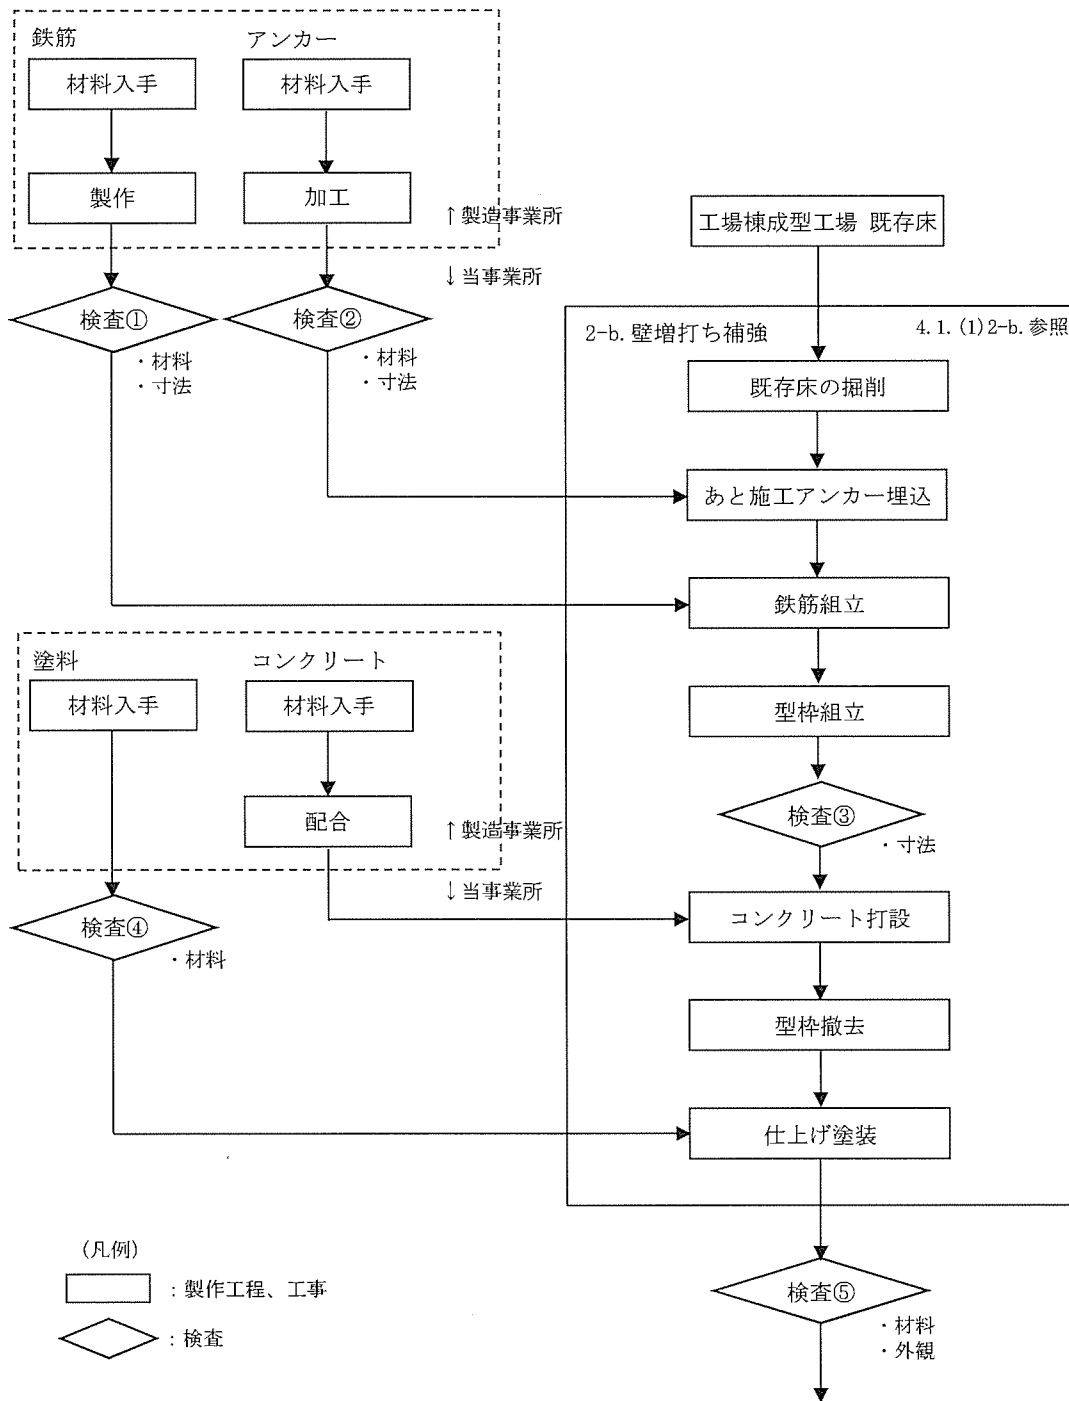 鉄筋
アンカー
材料入手
材料入手
製作
加工
↑製造事業所
↓当事業所
検査①
・材料
・寸法
検査②
・材料
・寸法
工場棟成型工場 既存床
2-b.壁増打ち補強
4.1.(1)2-b.参照
既存床の掘削
あと施工アンカー埋込
鉄筋組立
型枠組立
検査③
・寸法
塗料
コンクリート
材料入手
材料入手
配合
↑製造事業所
↓当事業所
検査④
・材料
コンクリート打設
型枠撤去
仕上げ塗装
検査⑤
・材料
・外観
(凡例)
：製作工程、工事
：検査